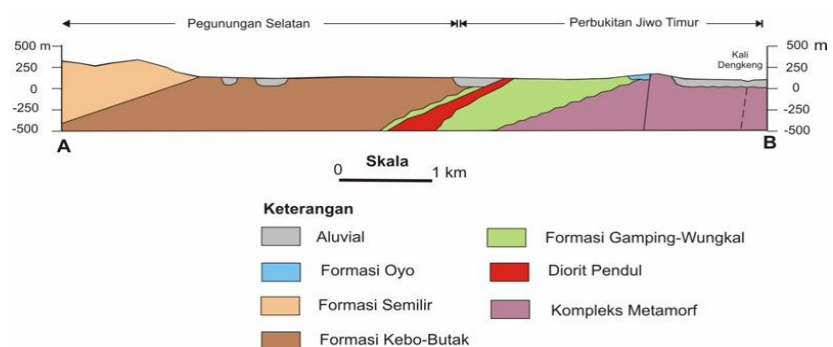 Pegunungan Selatan
Perbukitan Jiwo Timur
500 m
250
0
-250
-500
500 m
250
0
-250
-500
Kali
Dengkeng
A
B
Skala
0
1 km
Keterangan
Aluvial
Formasi Oyo
Formasi Semilir
Formasi Kebo-Butak
Formasi Gamping-Wungkal
Diorit Pendul
Kompleks Metamorf